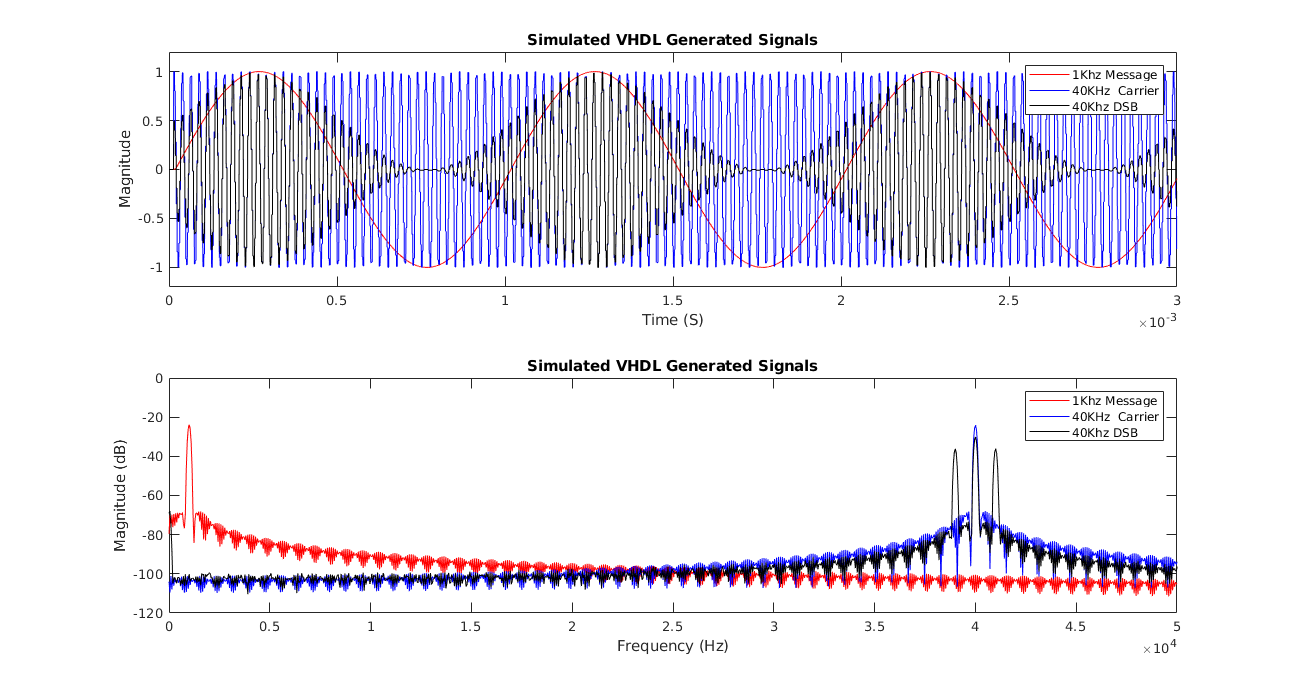 Simulated VHDL Generated Signals
Magnitude
1
0.5
0
-0.5
-1
1Khz Message
40KHz  Carrier
40Khz DSB
0 0.5 1 1.5 2 2.5 3
Time (S)
×10-3
Simulated VHDL Generated Signals
Magnitude (dB)
0
-20
-40
-60
-80
-100
-120
1Khz Message
40KHz  Carrier
40Khz DSB
0 0.5 1 1.5 2 2.5 3 3.5 4 4.5 5
Frequency (Hz)
×104